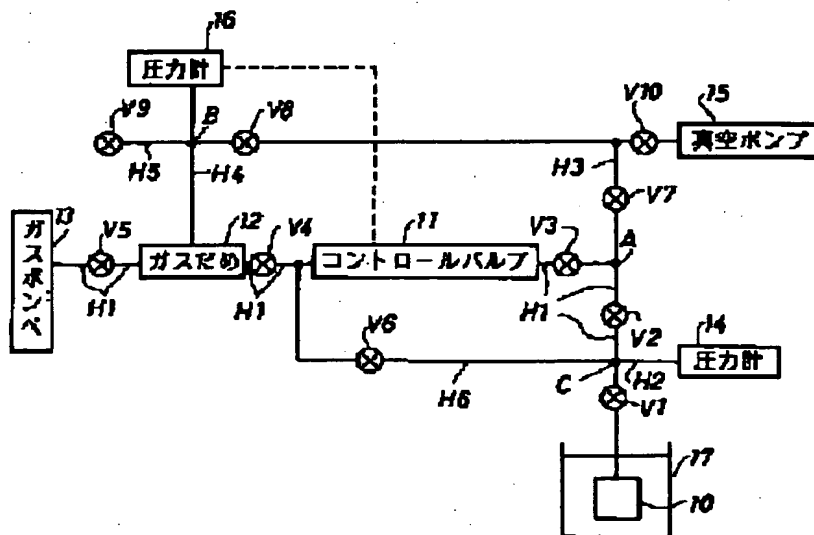 16
圧力計
V9
B
V8
V10
15
真空ポンプ
H5
H4
H3
V7
13
ガスボンベ
V5
12
ガスだめ
V4
11
コントロールバルブ
V3
A
H1
H1
H1
H1
V2
V6
14
圧力計
H6
C
H2
V1
17
10